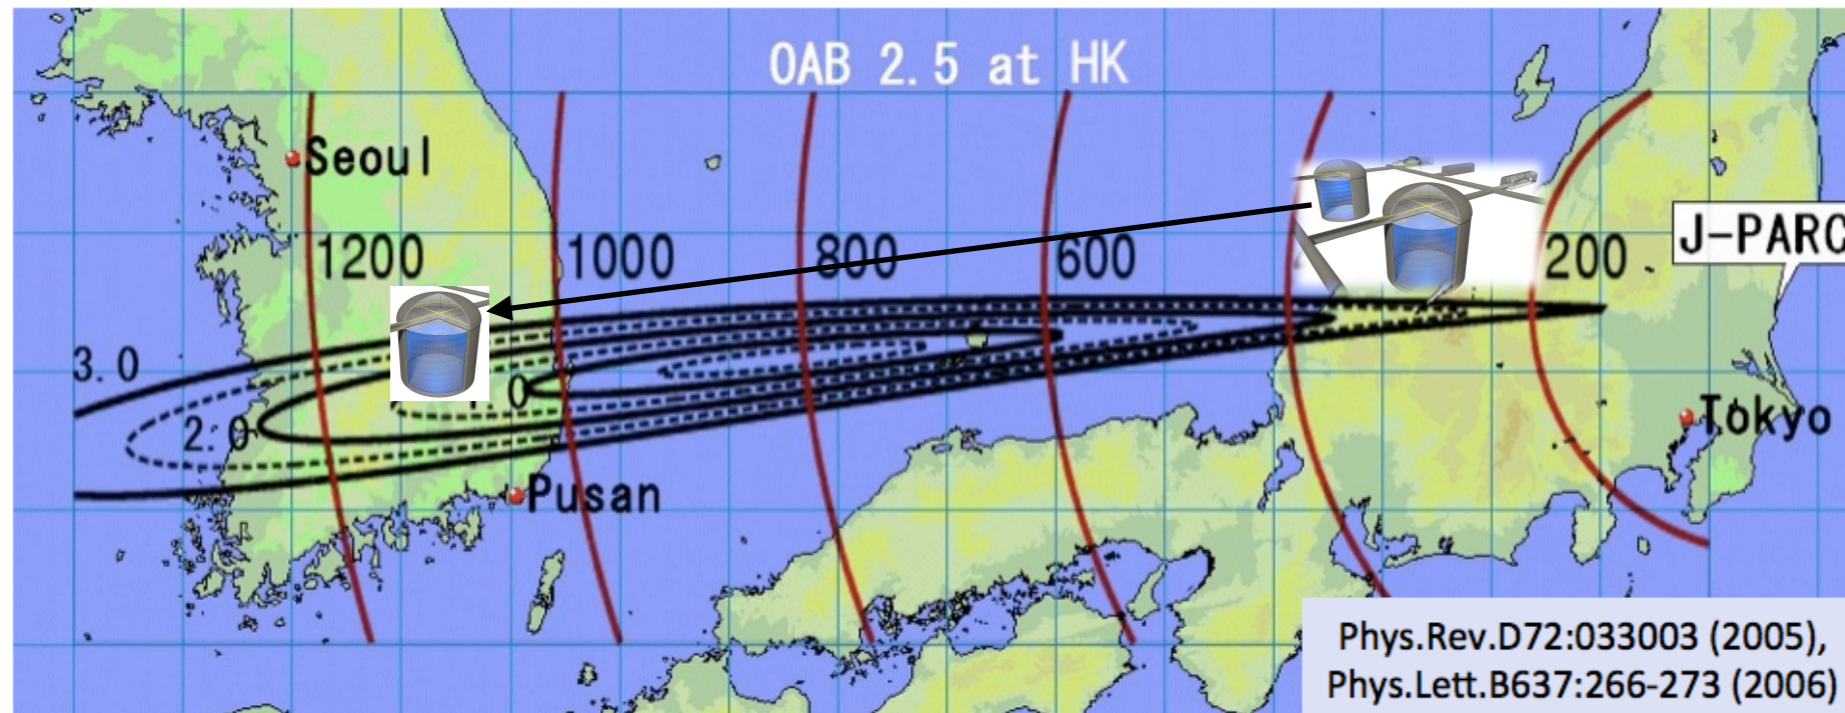 OAB 2.5 at HK
Seoul
J-PARC
1200
1000
800
600
200
3.0
2.0
Tokyo
Pusan
Phys.Rev.D72:033003 (2005),
Phys.Lett.B637:266-273 (2006)